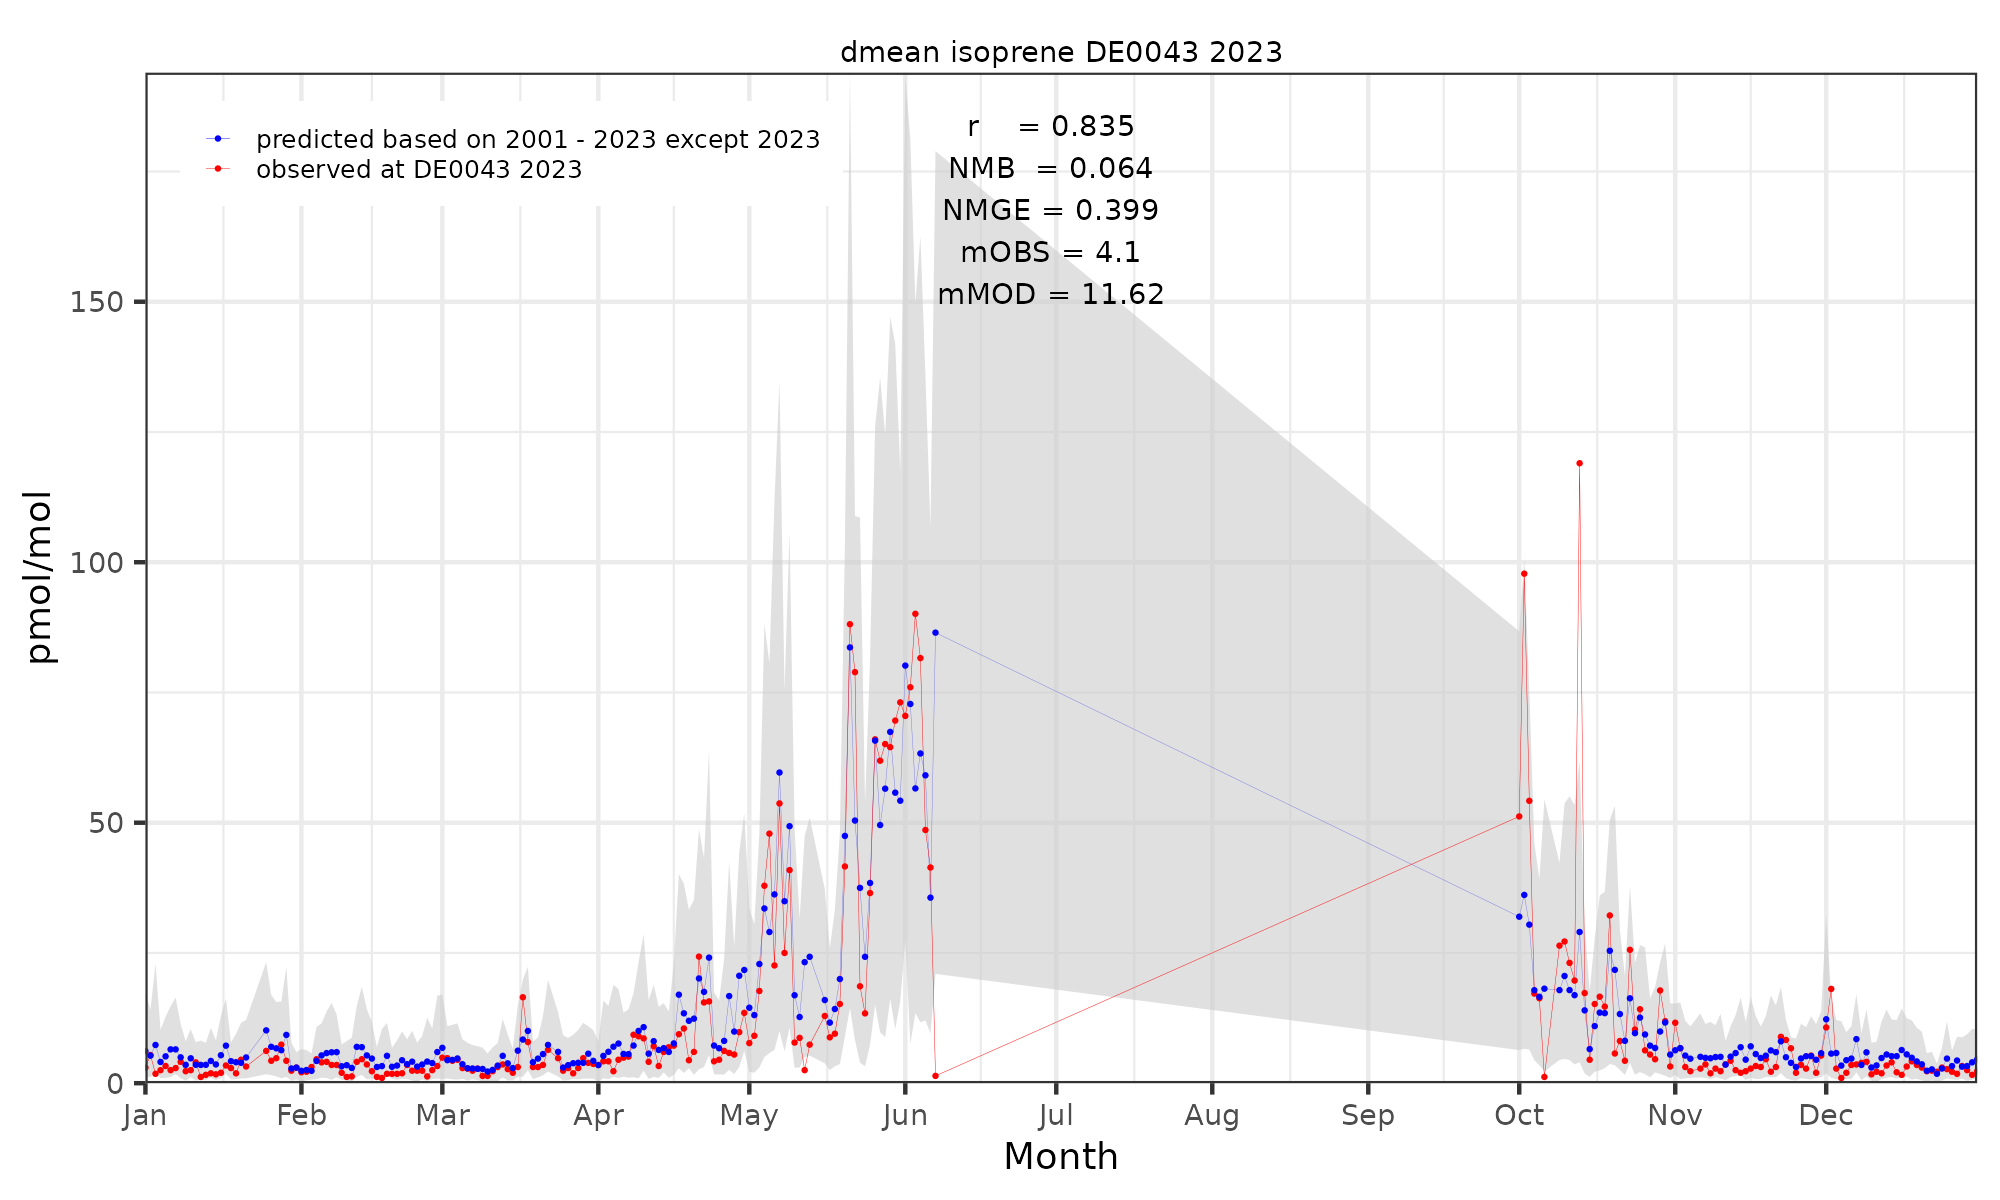 dmean isoprene DE0043 2023
predicted based on 2001 - 2023 except 2023
observed at DE0043 2023
r = 0.835
NMB = 0.064
NMGE = 0.399
mOBS = 4.1
mMOD = 11.62
pmol/mol
150
100
50
0
Jan Feb Mar Apr May Jun Jul Aug Sep Oct Nov Dec
Month